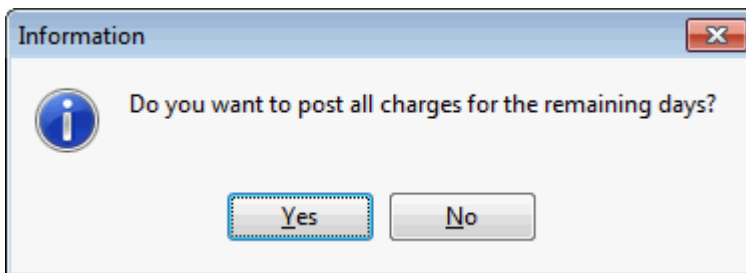 Information
Do you want to post all charges for the remaining days?
Yes
No